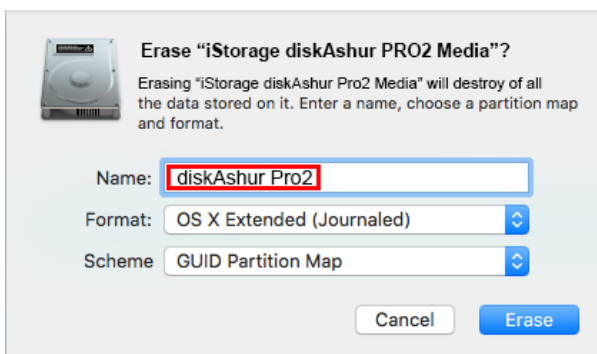 Erase “iStorage diskAshur PRO2 Media”?
Erasing “iStorage diskAshur Pro2 Media” will destroy of all
the data stored on it. Enter a name, choose a partition map
and format.
Name: diskAshur Pro2
Format: OS X Extended (Journaled)
Scheme GUID Partition Map
Cancel Erase